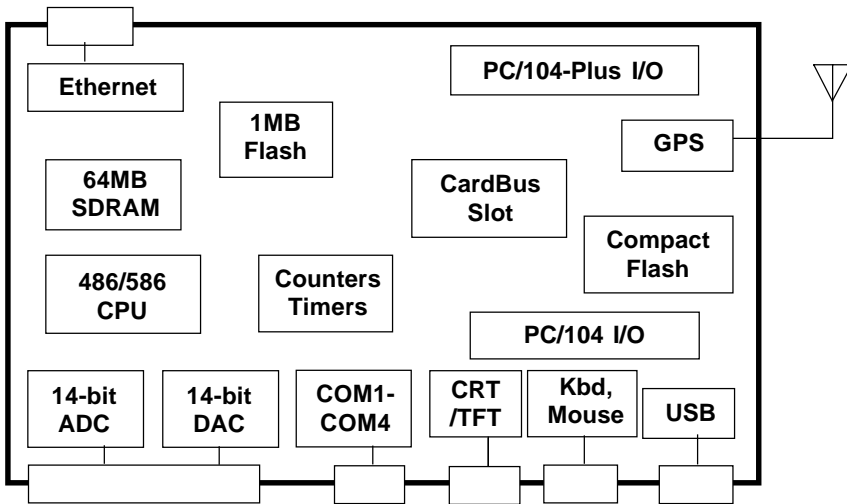 Ethernet
PC/104-Plus I/O
1MB
Flash
GPS
64MB
SDRAM
CardBus
Slot
Compact
Flash
486/586
CPU
Counters
Timers
PC/104 I/O
14-bit
ADC
14-bit
DAC
COM1-
COM4
CRT
/TFT
Kbd,
Mouse
USB